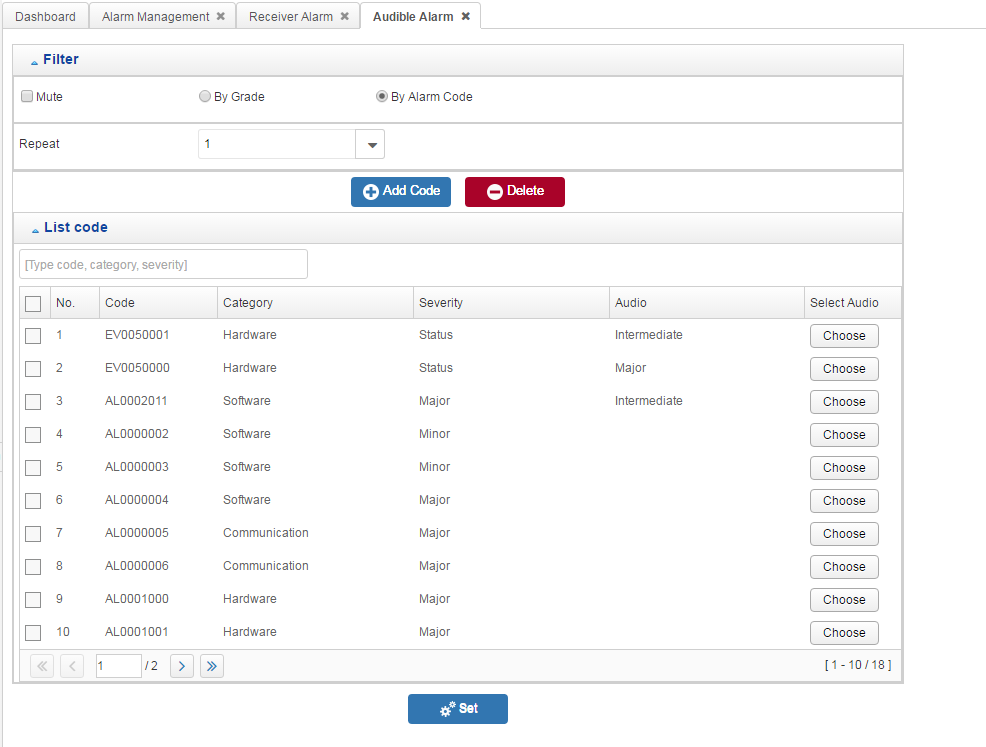 Dashboard Alarm Management ✖ Receiver Alarm ✖ Audible Alarm ✖
Filter
Mute By Grade By Alarm Code
Repeat 1
Add Code Delete
List code
[Type code, category, severity]
No. Code Category Severity Audio Select Audio
1 EV0050001 Hardware Status Intermediate Choose
2 EV0050000 Hardware Status Major Choose
3 AL0002011 Software Major Intermediate Choose
4 AL0000002 Software Minor Choose
5 AL0000003 Software Minor Choose
6 AL0000004 Software Major Choose
7 AL0000005 Communication Major Choose
8 AL0000006 Communication Major Choose
9 AL0001000 Hardware Major Choose
10 AL0001001 Hardware Major Choose
1 / 2 [ 1 - 10 / 18 ]
Set